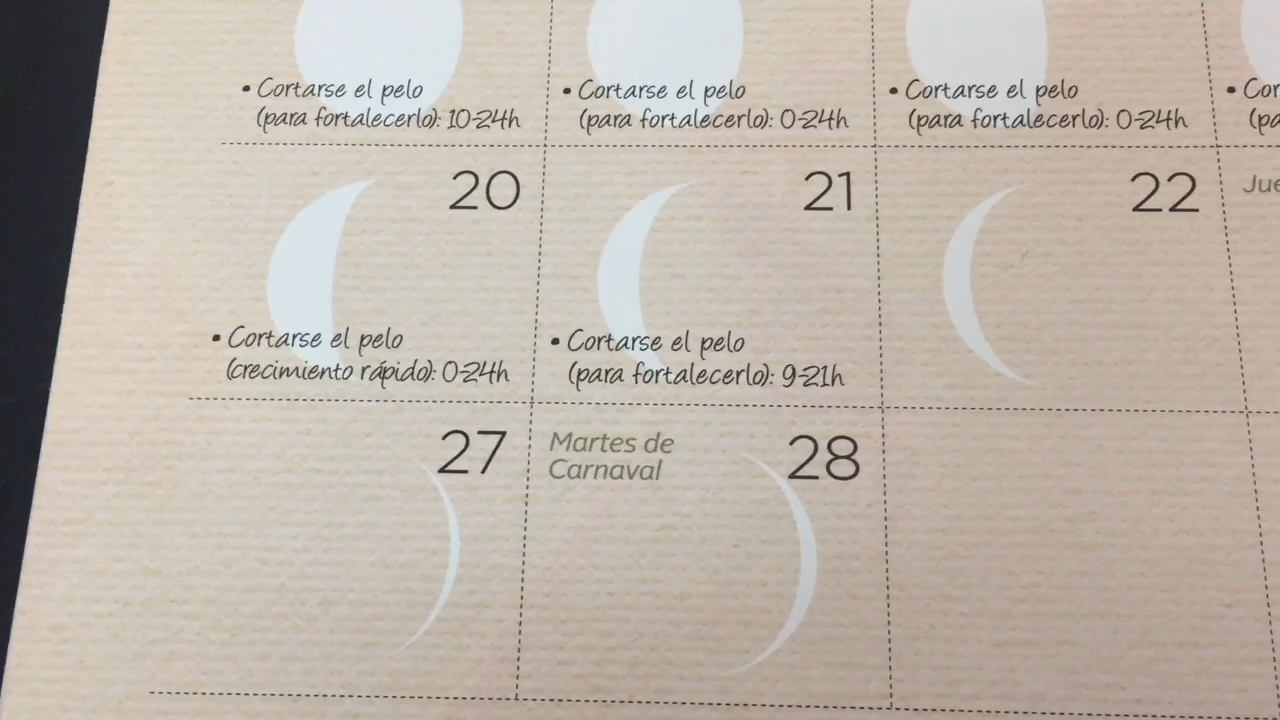 • Cortarse el pelo
(para fortalecerlo): 10-24h
• Cortarse el pelo
(para fortalecerlo): 0-24h
• Cortarse el pelo
(para fortalecerlo): 0-24h
20
• Cortarse el pelo
(crecimiento rápido): 0-24h
21
• Cortarse el pelo
(para fortalecerlo): 9-21h
22
27
Martes de
Carnaval
28